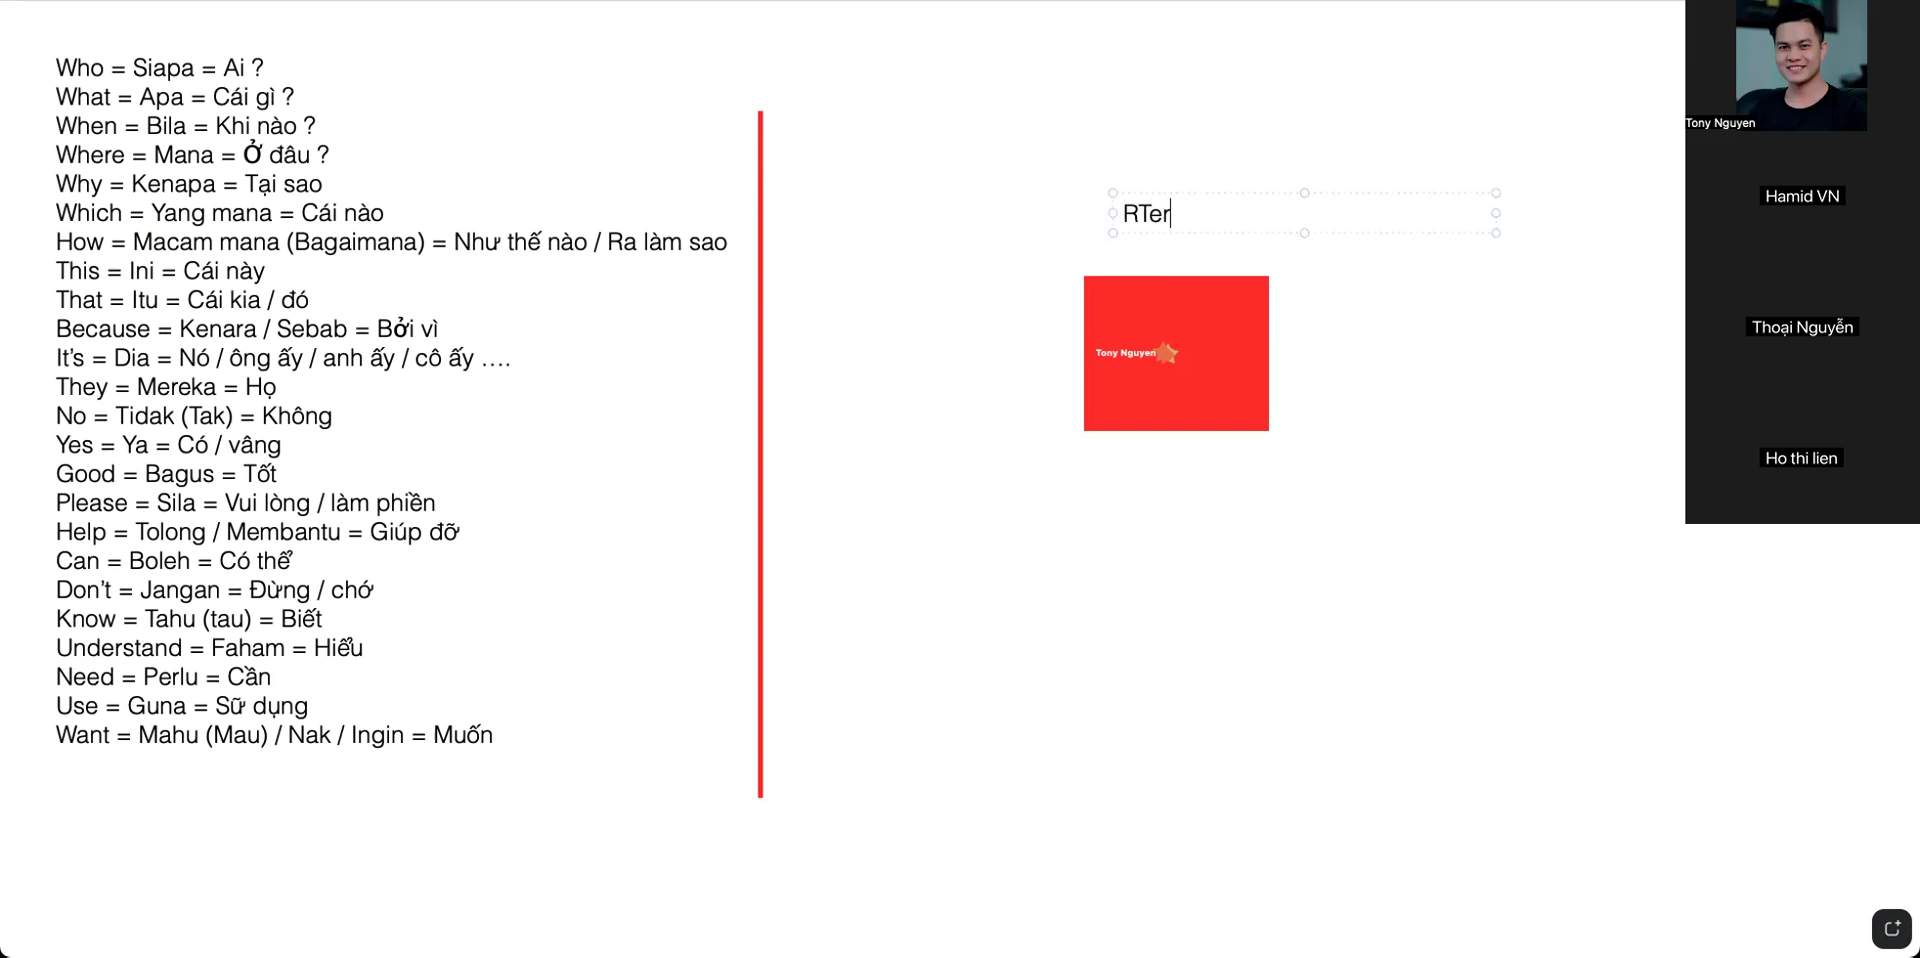 Who = Siapa = Ai ?
What = Apa = Cái gì ?
When = Bila = Khi nào ?
Where = Mana = Ở đâu ?
Why = Kenapa = Tại sao
Which = Yang mana = Cái nào
How = Macam mana (Bagaimana) = Như thế nào / Ra làm sao
This = Ini = Cái này
That = Itu = Cái kia / đó
Because = Kenara / Sebab = Bởi vì
It’s = Dia = Nó / ông ấy / anh ấy / cô ấy ….
They = Mereka = Họ
No = Tidak (Tak) = Không
Yes = Ya = Có / vâng
Good = Bagus = Tốt
Please = Sila = Vui lòng / làm phiền
Help = Tolong / Membantu = Giúp đỡ
Can = Boleh = Có thể
Don’t = Jangan = Đừng / chớ
Know = Tahu (tau) = Biết
Understand = Faham = Hiểu
Need = Perlu = Cần
Use = Guna = Sữ dụng
Want = Mahu (Mau) / Nak / Ingin = Muốn
RTer
Tony Nguyen
Tony Nguyen
Hamid VN
Thoại Nguyễn
Ho thi lien